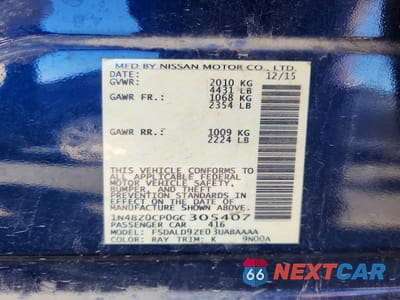 MFD BY NISSAN MOTOR CO., LTD.
DATE: 12/15
GVWR: 2010 KG
4431 LB
GAWR FR.: 1068 KG
2354 LB
GAWR RR.: 1009 KG
2224 LB
THIS VEHICLE CONFORMS TO ALL
APPLICABLE FEDERAL
MOTOR VEHICLE SAFETY,
BUMPER, AND THEFT
PREVENTION STANDARDS IN
EFFECT ON THE DATE OF
MANUFACTURE SHOWN ABOVE.
1N4BZ0CP0GC 305407
PASSENGER CAR 416
MODEL: FSDALD9ZE03UABAAAA
COLOR: RAY TRIM: K 9N00A
66 NEXTCAR